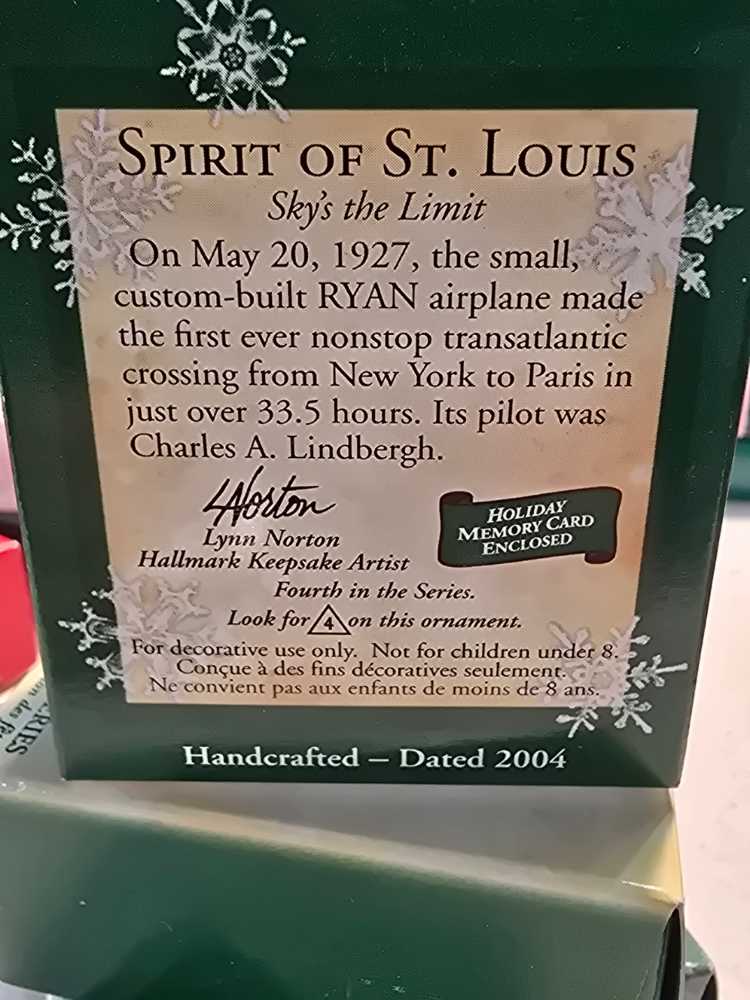 SPIRIT OF ST. LOUIS
Sky's the Limit
On May 20, 1927, the small,
custom-built RYAN airplane made
the first ever nonstop transatlantic
crossing from New York to Paris in
just over 33.5 hours. Its pilot was
Charles A. Lindbergh.
LNorton
Lynn Norton
Hallmark Keepsake Artist
HOLIDAY
MEMORY CARD
ENCLOSED
Fourth in the Series.
Look for 4 on this ornament.
For decorative use only. Not for children under 8.
Conçue à des fins décoratives seulement.
Ne convient pas aux enfants de moins de 8 ans.
Handcrafted – Dated 2004